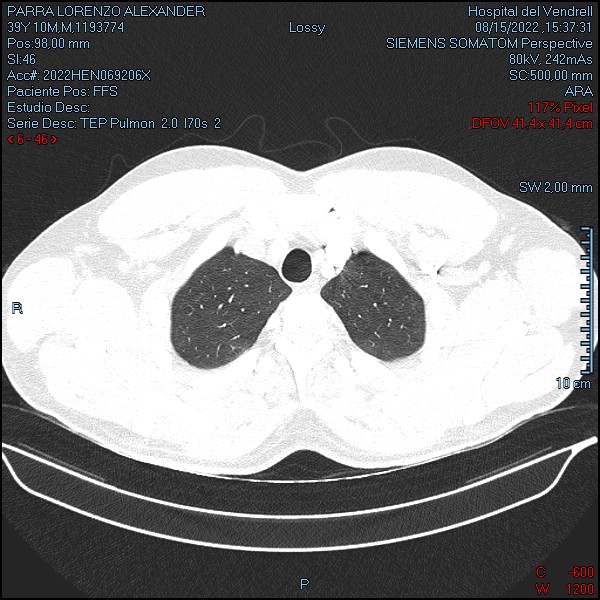 PARRA LORENZO ALEXANDER
39Y 10M,M,1193774
Pos:98,00 mm
SI:46
Acc#: 2022HEN069206X
Paciente Pos: FFS
Estudio Desc:
Serie Desc: TEP Pulmon 2.0 I70s 2
< 6 - 46 >
Lossy
Hospital del Vendrell
08/15/2022 ,15:37:31
SIEMENS SOMATOM Perspective
80kV, 242mAs
SC:500,00 mm
ARA
117% Pixel
DFOV 41,4 x 41,4 cm
SW 2,00 mm
R
10 cm
P
C -600
W 1200